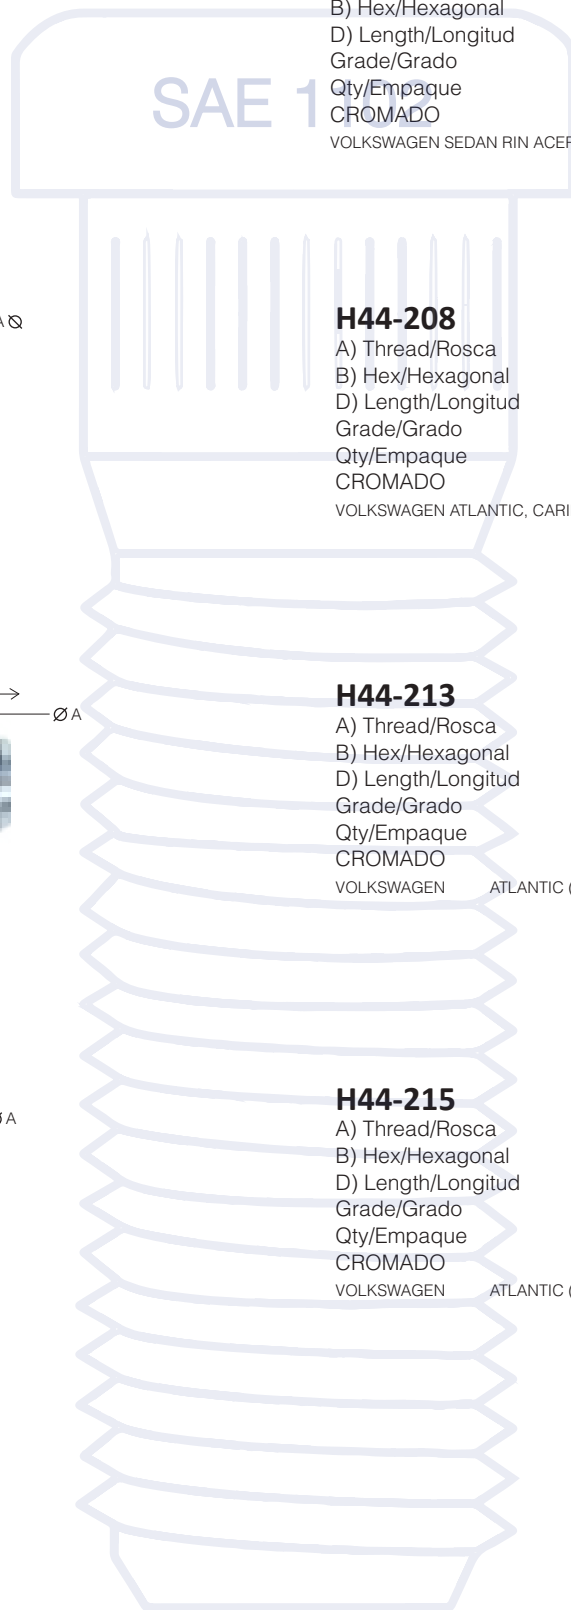 B) Hex/Hexagonal
D) Length/Longitud
Grade/Grado
SAE 1102
Qty/Empaque
CROMADO
VOLKSWAGEN SEDAN RIN ACER
A Ø
H44-208
A) Thread/Rosca
B) Hex/Hexagonal
D) Length/Longitud
Grade/Grado
Qty/Empaque
CROMADO
VOLKSWAGEN ATLANTIC, CARI
H44-213
Ø A
A) Thread/Rosca
B) Hex/Hexagonal
D) Length/Longitud
Grade/Grado
Qty/Empaque
CROMADO
VOLKSWAGEN ATLANTIC (
H44-215
Ø A
A) Thread/Rosca
B) Hex/Hexagonal
D) Length/Longitud
Grade/Grado
Qty/Empaque
CROMADO
VOLKSWAGEN ATLANTIC (